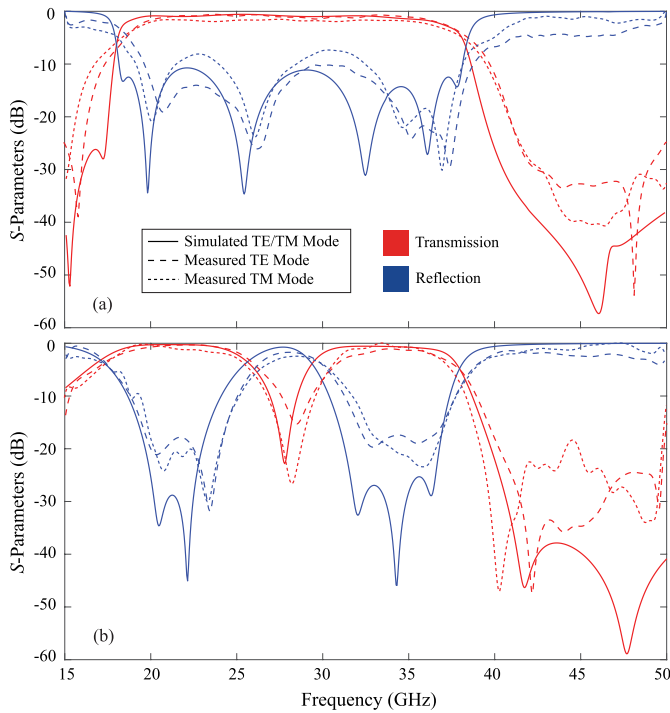 0
-10
-20
-30
-40
-50
-60
S-Parameters (dB)
Simulated TE/TM Mode
Measured TE Mode
Measured TM Mode
Transmission
Reflection
(a)
0
-10
-20
-30
-40
-50
-60
S-Parameters (dB)
(b)
15 20 25 30 35 40 45 50
Frequency (GHz)